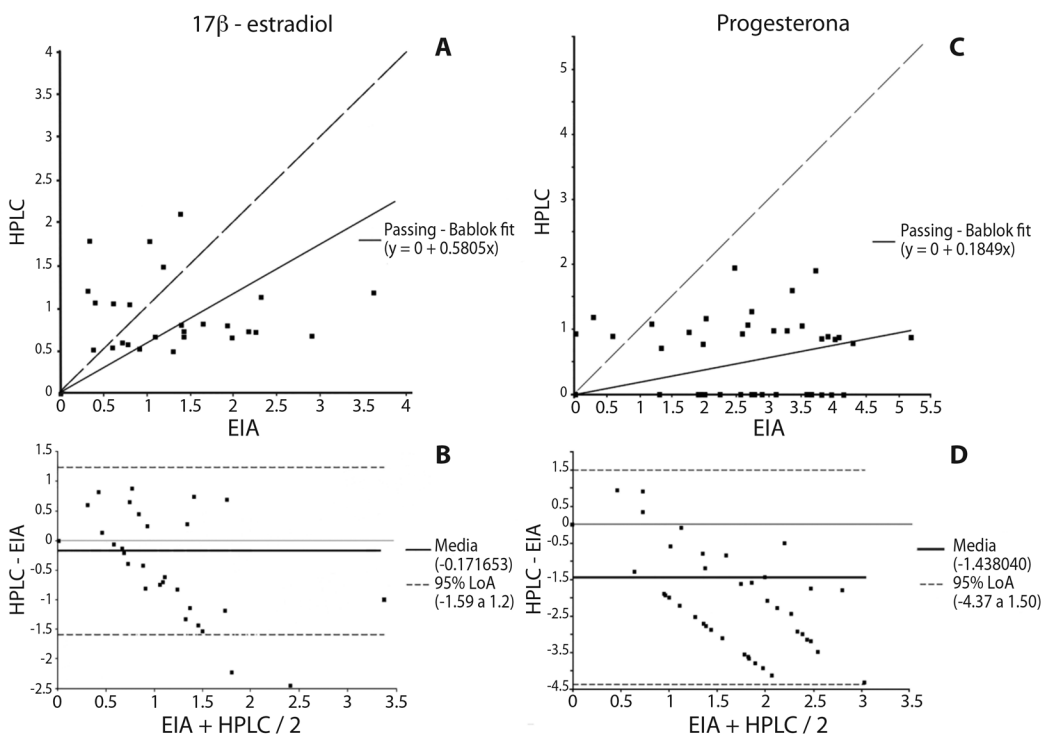 17β - estradiol
A
4
3.5
3
2.5
2
1.5
1
0.5
0
HPLC
0 0.5 1 1.5 2 2.5 3 3.5 4
EIA
Passing - Bablok fit
(y = 0 + 0.5805x)
Progesterona
C
5
4
3
2
1
0
HPLC
0 0.5 1 1.5 2 2.5 3 3.5 4 4.5 5 5.5
EIA
Passing - Bablok fit
(y = 0 + 0.1849x)
B
1.5
1
0.5
0
-0.5
-1
-1.5
-2
-2.5
HPLC - EIA
0 0.5 1 1.5 2 2.5 3 3.5
EIA + HPLC / 2
Media
(-0.171653)
95% LoA
(-1.59 a 1.2)
D
1.5
0.5
0
-0.5
-1.5
-2.5
-3.5
-4.5
HPLC - EIA
0 0.5 1 1.5 2 2.5 3 3.5
EIA + HPLC / 2
Media
(-1.438040)
95% LoA
(-4.37 a 1.50)